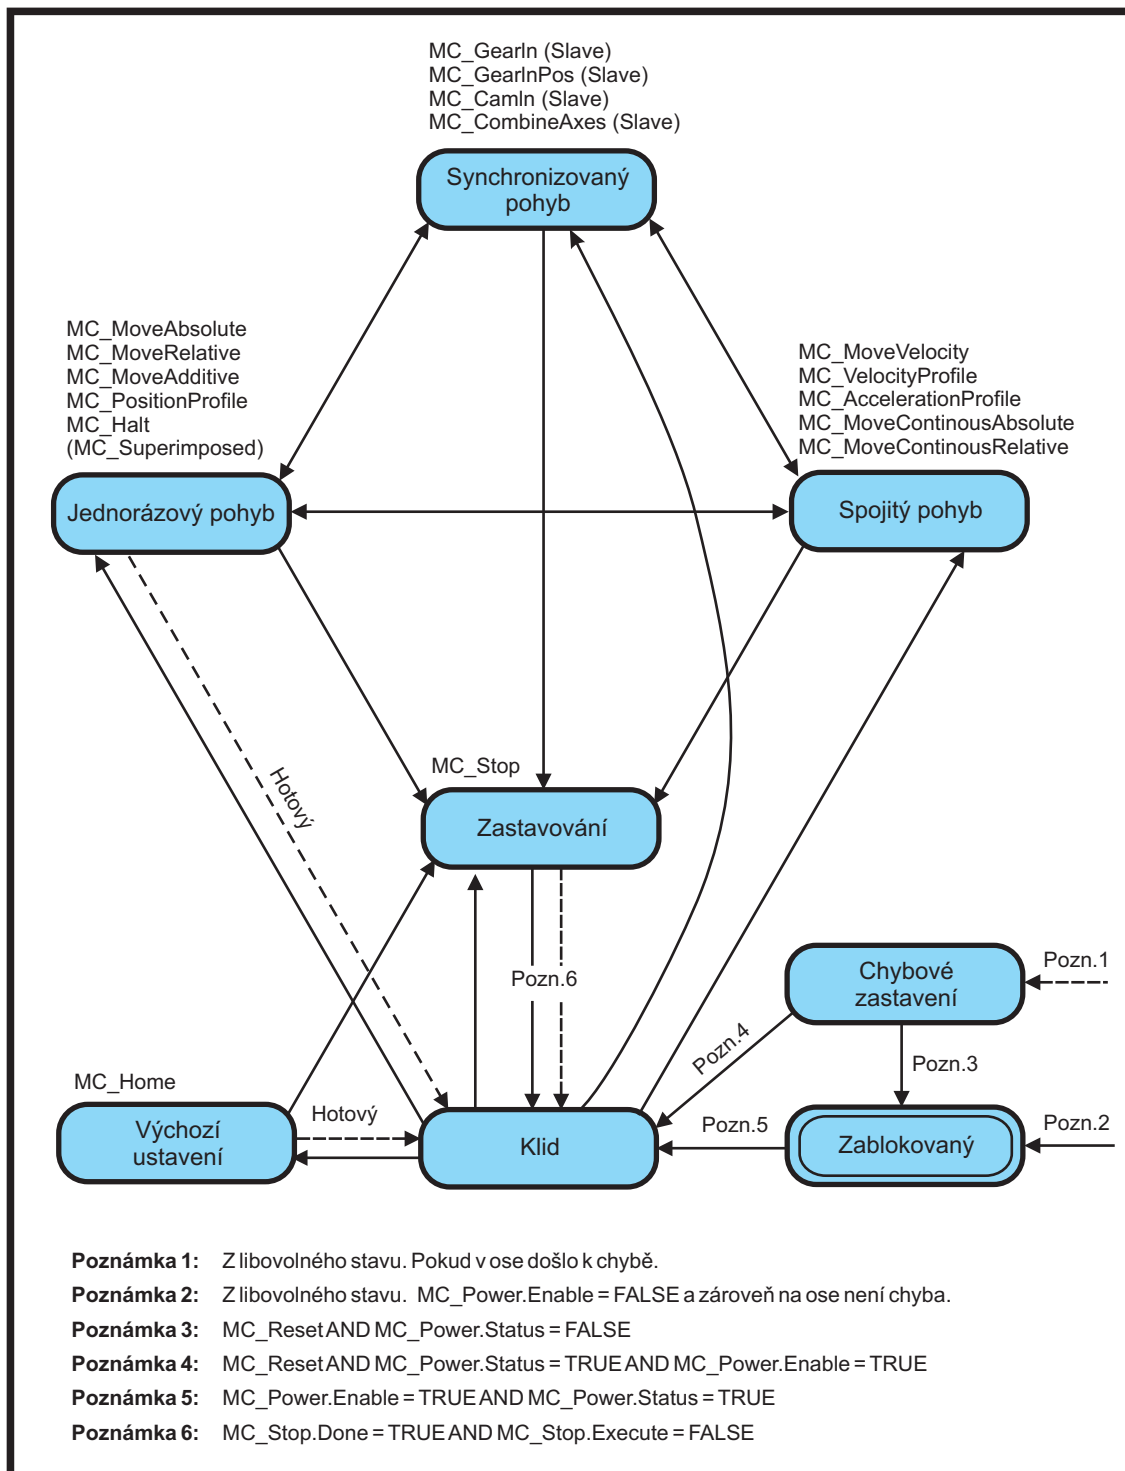 MC_GearIn (Slave)
MC_GearInPos (Slave)
MC_CamIn (Slave)
MC_CombineAxes (Slave)
Synchronizovaný
pohyb
MC_MoveAbsolute
MC_MoveRelative
MC_MoveAdditive
MC_PositionProfile
MC_Halt
(MC_Superimposed)
MC_MoveVelocity
MC_VelocityProfile
MC_AccelerationProfile
MC_MoveContinousAbsolute
MC_MoveContinousRelative
Jednorázový pohyb
Spojitý pohyb
Hotový
MC_Stop
Zastavování
Pozn.6
Chybové
zastavení
Pozn.1
Pozn.4
Pozn.3
MC_Home
Výchozí
ustavení
Hotový
Klid
Pozn.5
Zablokovaný
Pozn.2
Poznámka 1: Z libovolného stavu. Pokud v ose došlo k chybě.
Poznámka 2: Z libovolného stavu. MC_Power.Enable = FALSE a zároveň na ose není chyba.
Poznámka 3: MC_Reset AND MC_Power.Status = FALSE
Poznámka 4: MC_Reset AND MC_Power.Status = TRUE AND MC_Power.Enable = TRUE
Poznámka 5: MC_Power.Enable = TRUE AND MC_Power.Status = TRUE
Poznámka 6: MC_Stop.Done = TRUE AND MC_Stop.Execute = FALSE